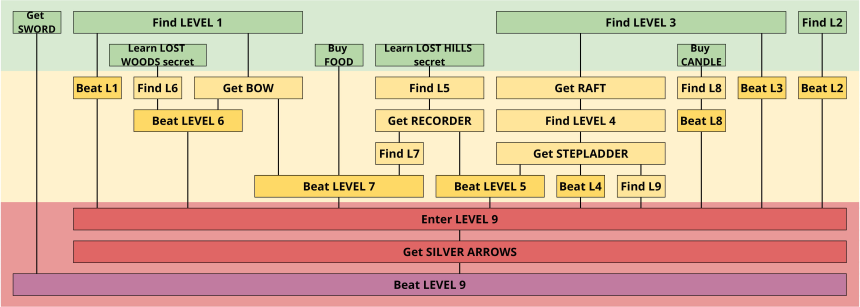 Get
SWORD
Find LEVEL 1
Find LEVEL 3
Find L2
Learn LOST
WOODS secret
Buy
FOOD
Learn LOST HILLS
secret
Buy
CANDLE
Beat L1
Find L6
Get BOW
Find L5
Get RAFT
Find L8
Beat L3
Beat L2
Beat LEVEL 6
Get RECORDER
Find LEVEL 4
Beat L8
Find L7
Get STEPLADDER
Beat LEVEL 7
Beat LEVEL 5
Beat L4
Find L9
Enter LEVEL 9
Get SILVER ARROWS
Beat LEVEL 9